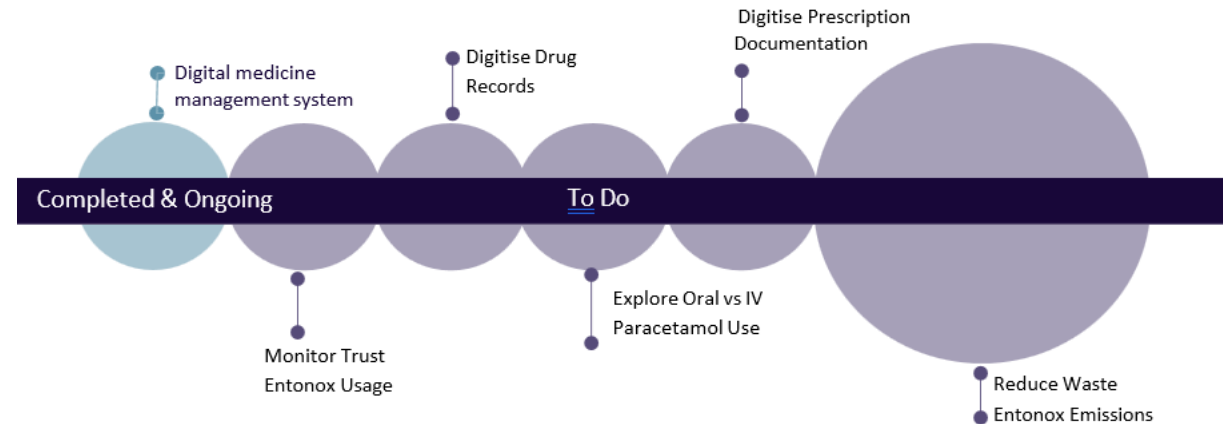 Digitise Prescription
Documentation
Digitise Drug
Records
Digital medicine
management system
Completed & Ongoing
To Do
Explore Oral vs IV
Paracetamol Use
Monitor Trust
Entonox Usage
Reduce Waste
Entonox Emissions